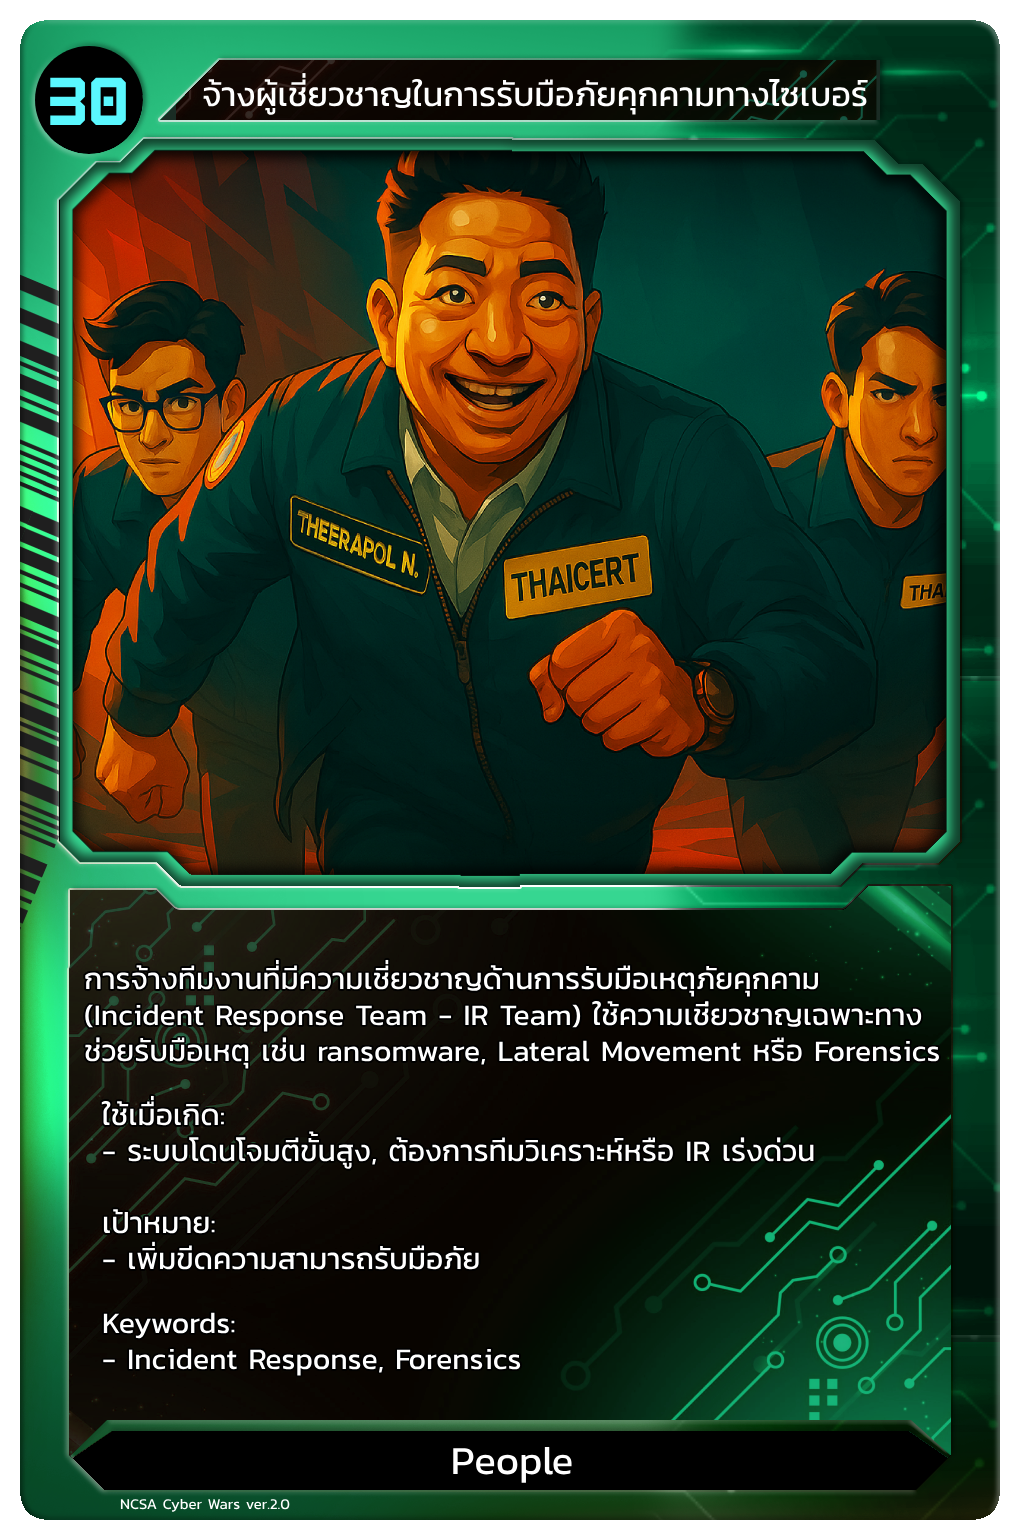 30
จ้างผู้เชี่ยวชาญในการรับมือภัยคุกคามทางไซเบอร์
THEERAPOL N.
THAICERT
THA
การจ้างทีมงานที่มีความเชี่ยวชาญด้านการรับมือเหตุภัยคุกคาม
(Incident Response Team - IR Team) ใช้ความเชียวชาญเฉพาะทาง
ช่วยรับมือเหตุ เช่น ransomware, Lateral Movement หรือ Forensics
ใช้เมื่อเกิด:
- ระบบโดนโจมตีขั้นสูง, ต้องการทีมวิเคราะห์หรือ IR เร่งด่วน
เป้าหมาย:
- เพิ่มขีดความสามารถรับมือภัย
Keywords:
- Incident Response, Forensics
People
NCSA Cyber Wars ver.2.0